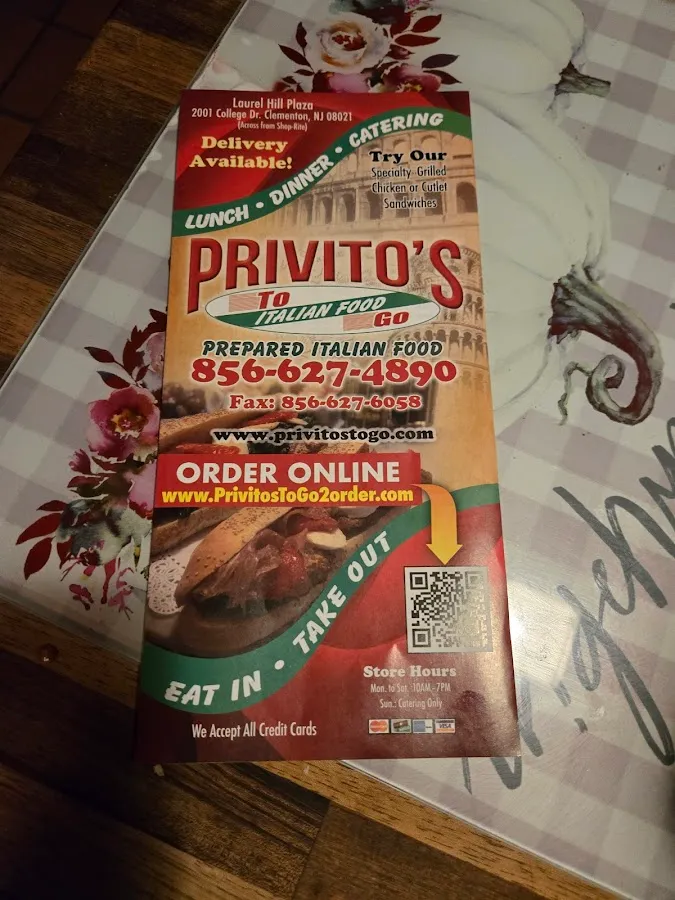 Laurel Hill Plaza
2001 College Dr. Clementon, NJ 08021
(Across from Shop-Rite)
Delivery
Available!
LUNCH • DINNER • CATERING
Try Our
Specialty Grilled
Chicken or Cutlet
Sandwiches
PRIVITO'S
TO
ITALIAN FOOD
GO
PREPARED ITALIAN FOOD
856-627-4890
Fax: 856-627-6058
www.privitostogo.com
ORDER ONLINE
www.PrivitosToGo2order.com
EAT IN • TAKE OUT
Store Hours
Mon. to Sat. 10AM - 7PM
Sun.: Catering Only
We Accept All Credit Cards
VISA